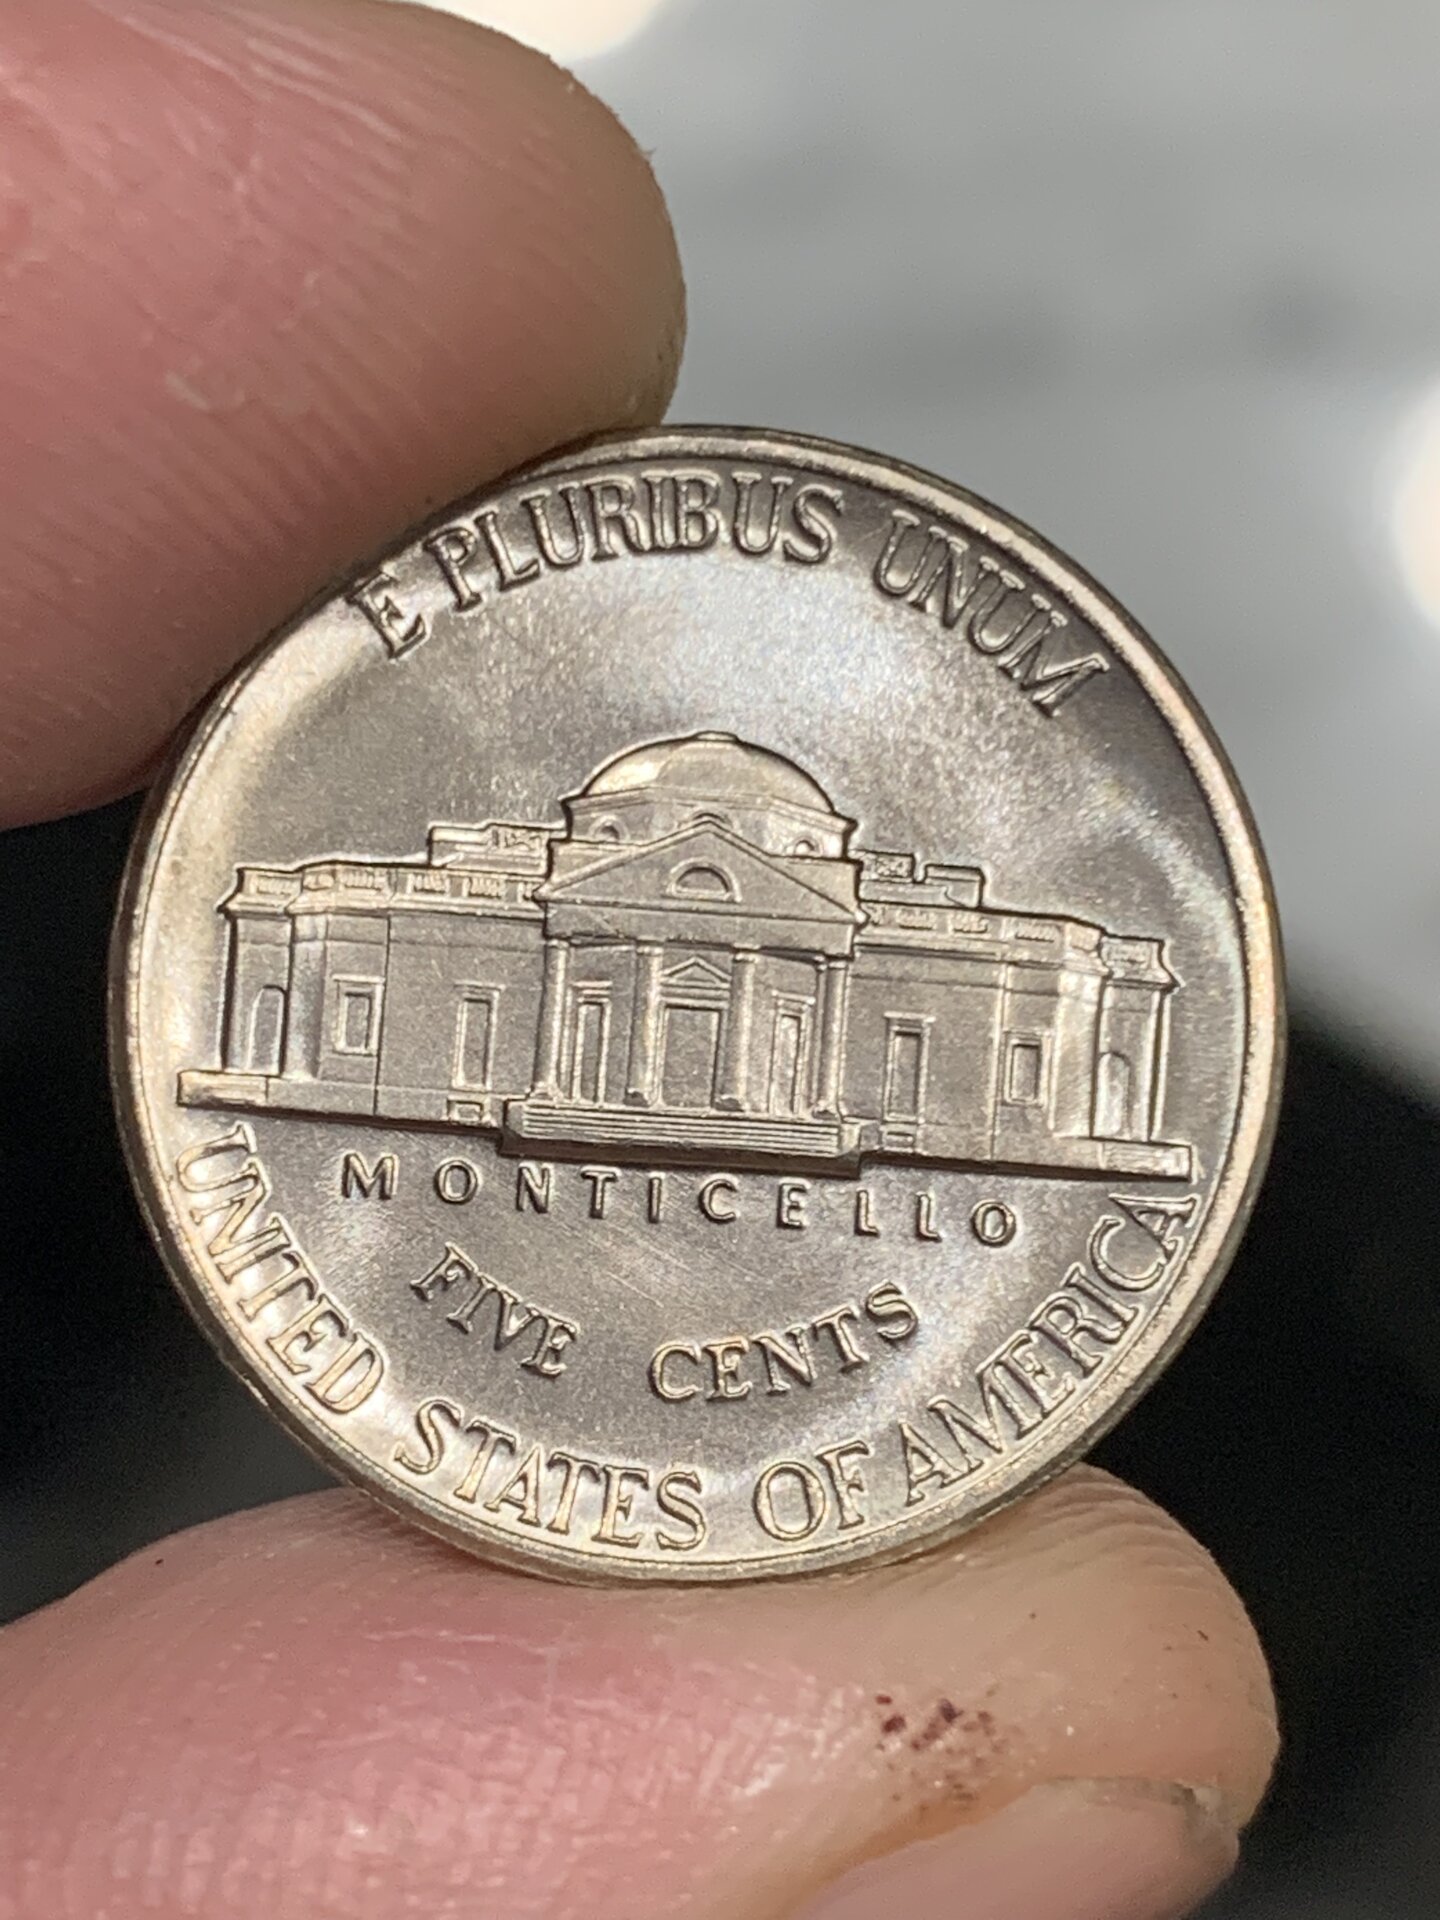 E PLURIBUS UNUM
MONTICELLO
FIVE CENTS
UNITED STATES OF AMERICA